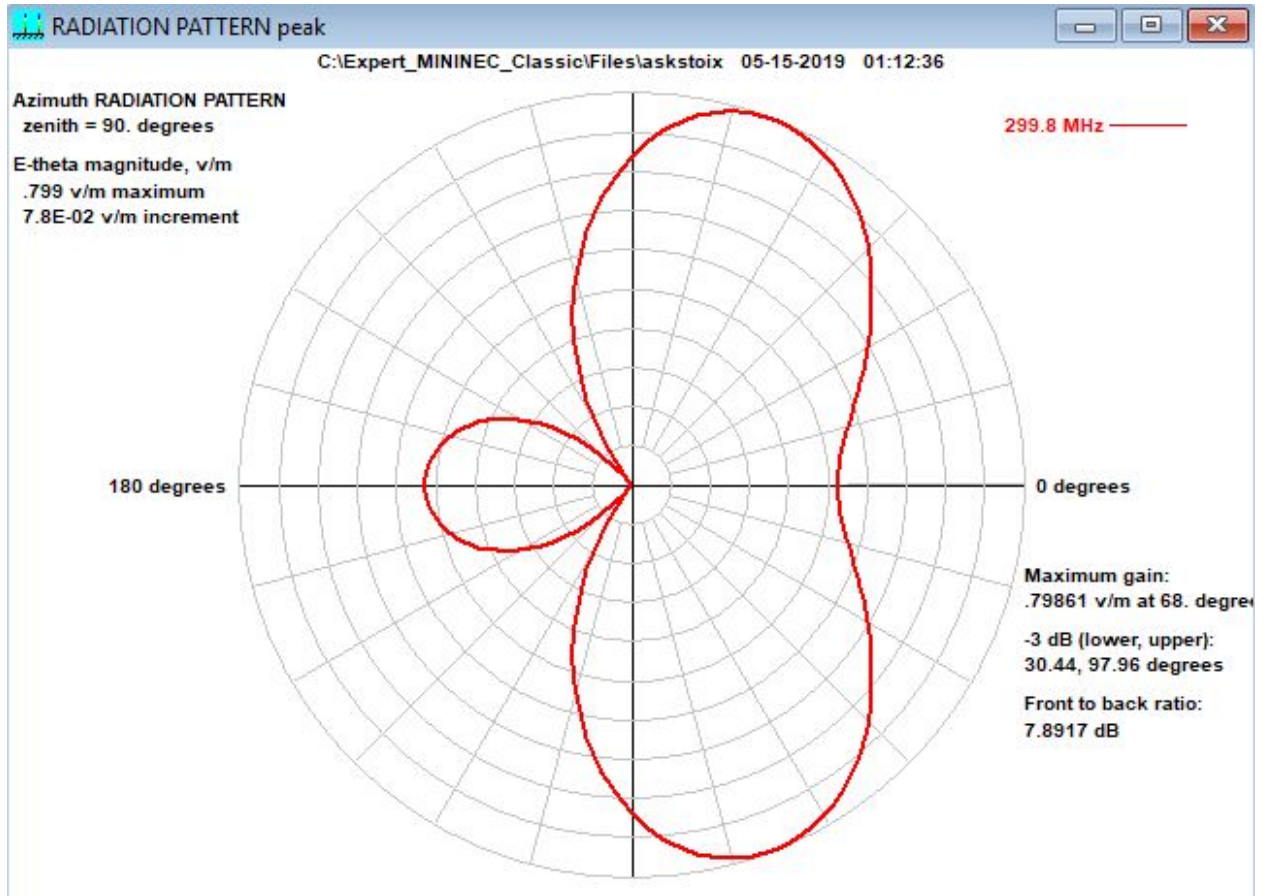 RADIATION PATTERN peak
C:\Expert_MININEC_Classic\Files\askstoix 05-15-2019 01:12:36
Azimuth RADIATION PATTERN
zenith = 90. degrees
E-theta magnitude, v/m
.799 v/m maximum
7.8E-02 v/m increment
299.8 MHz
180 degrees
0 degrees
Maximum gain:
.79861 v/m at 68. degre
-3 dB (lower, upper):
30.44, 97.96 degrees
Front to back ratio:
7.8917 dB